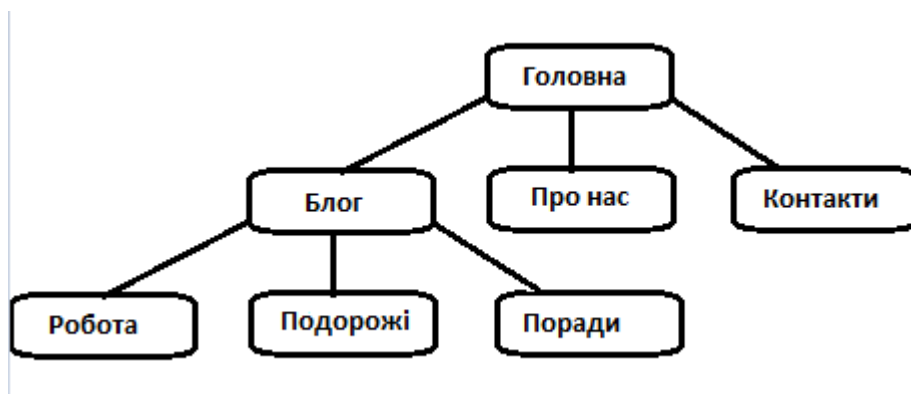 Головна
Блог
Про нас
Контакти
Робота
Подорожі
Поради